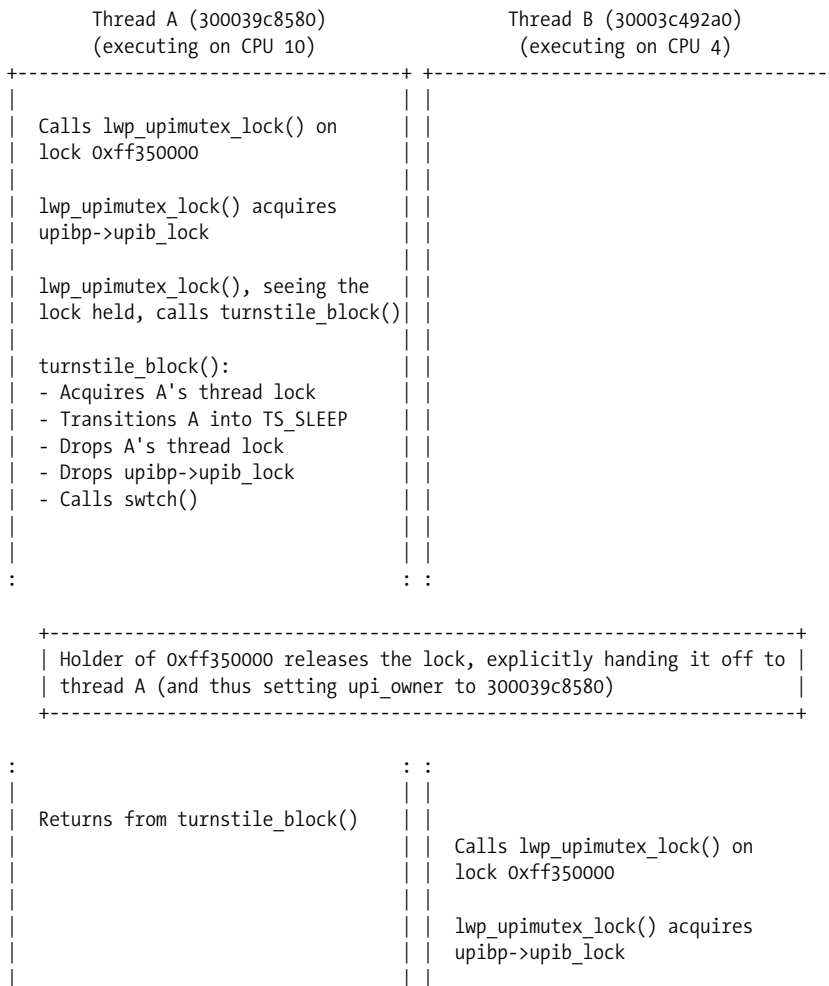 Thread A (300039c8580) Thread B (30003c492a0)
(executing on CPU 10) (executing on CPU 4)
Calls lwp_upimutex_lock() on
lock 0xff350000
lwp_upimutex_lock() acquires
upibp->upib_lock
lwp_upimutex_lock(), seeing the
lock held, calls turnstile_block()
turnstile_block():
- Acquires A's thread lock
- Transitions A into TS_SLEEP
- Drops A's thread lock
- Drops upibp->upib_lock
- Calls swtch()
: : :
Holder of 0xff350000 releases the lock, explicitly handing it off to
thread A (and thus setting upi_owner to 300039c8580)
: : :
Returns from turnstile_block()
Calls lwp_upimutex_lock() on
lock 0xff350000
lwp_upimutex_lock() acquires
upibp->upib_lock